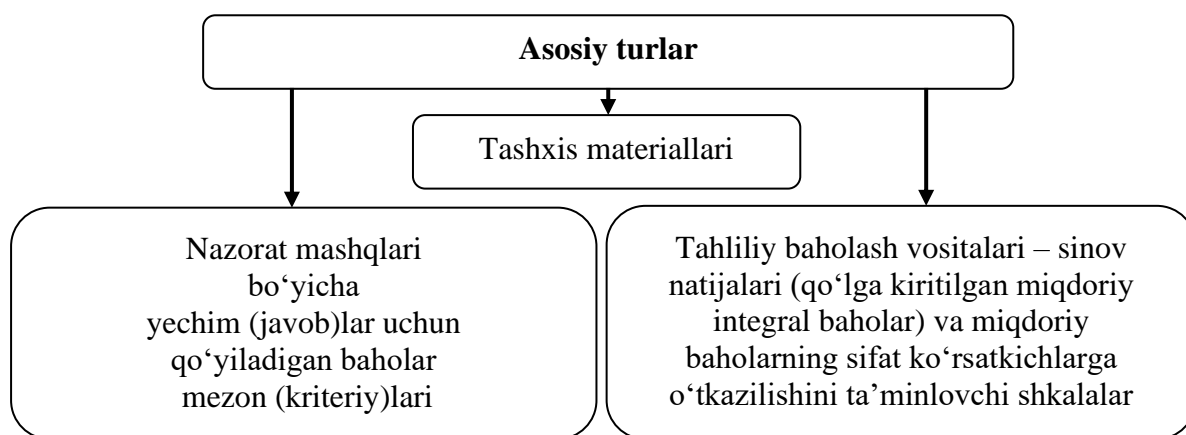 Asosiy turlar
Tashxis materiallari
Nazorat mashqlari
bo‘yicha
yechim (javob)lar uchun
qo‘yiladigan baholar
mezon (kriteriy)lari
Tahliliy baholash vositalari – sinov
natijalari (qo‘lga kiritilgan miqdoriy
integral baholar) va miqdoriy
baholarning sifat ko‘rsatkichlarga
o‘tkazilishini ta’minlovchi shkalalar